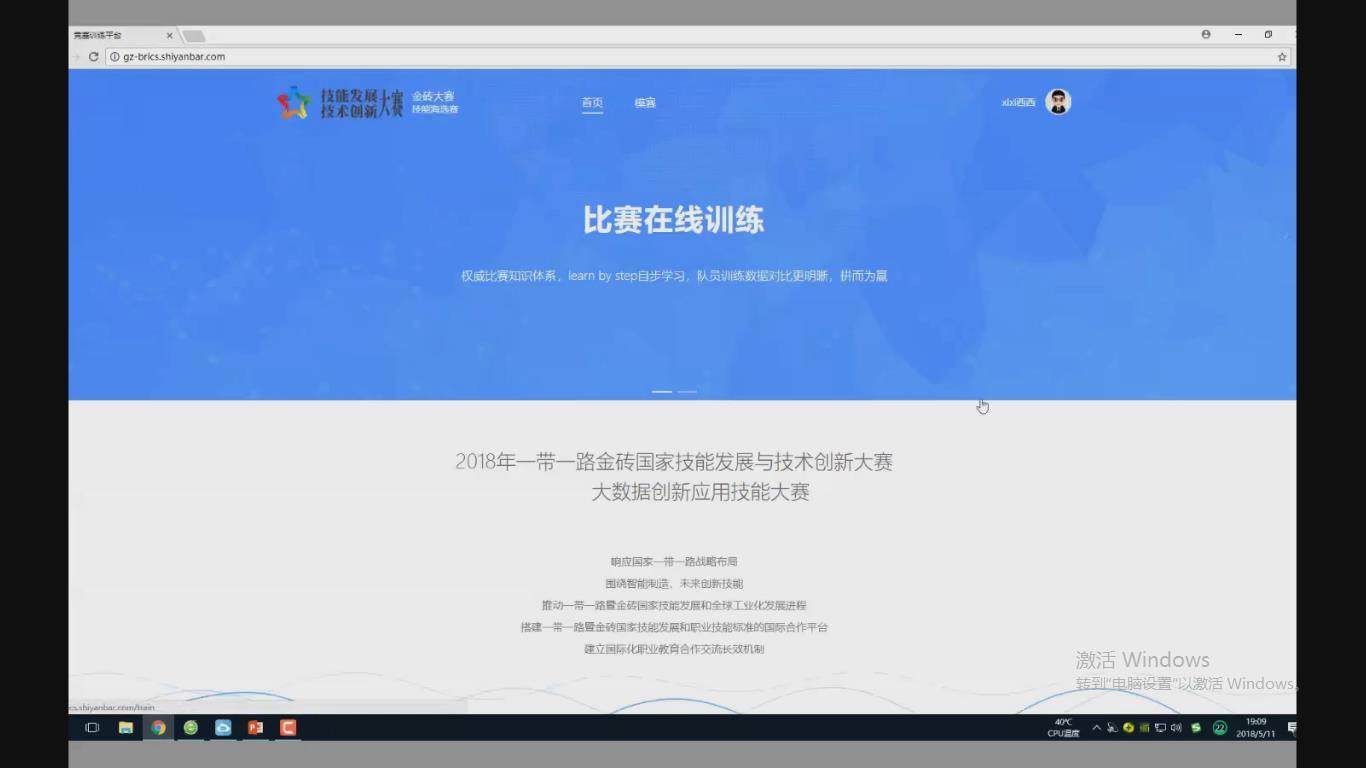 竞赛训练平台
gz-brics.shiyanbar.com
技能发展
技术创新大赛
金砖大赛
技能海选赛
首页
模赛
xixi西西
比赛在线训练
权威比赛知识体系，learn by step自步学习，队员训练数据对比更明晰，拼而为赢
2018年一带一路金砖国家技能发展与技术创新大赛
大数据创新应用技能大赛
响应国家一带一路战略布局
围绕智能制造、未来创新技能
推动一带一路暨金砖国家技能发展和全球工业化发展进程
搭建一带一路暨金砖国家技能发展和职业技能标准的国际合作平台
建立国际化职业教育合作交流长效机制
激活 Windows
转到"电脑设置"以激活 Windows。
cs.shiyanbar.com/train
40℃
CPU温度
22
19:09
2018/5/11